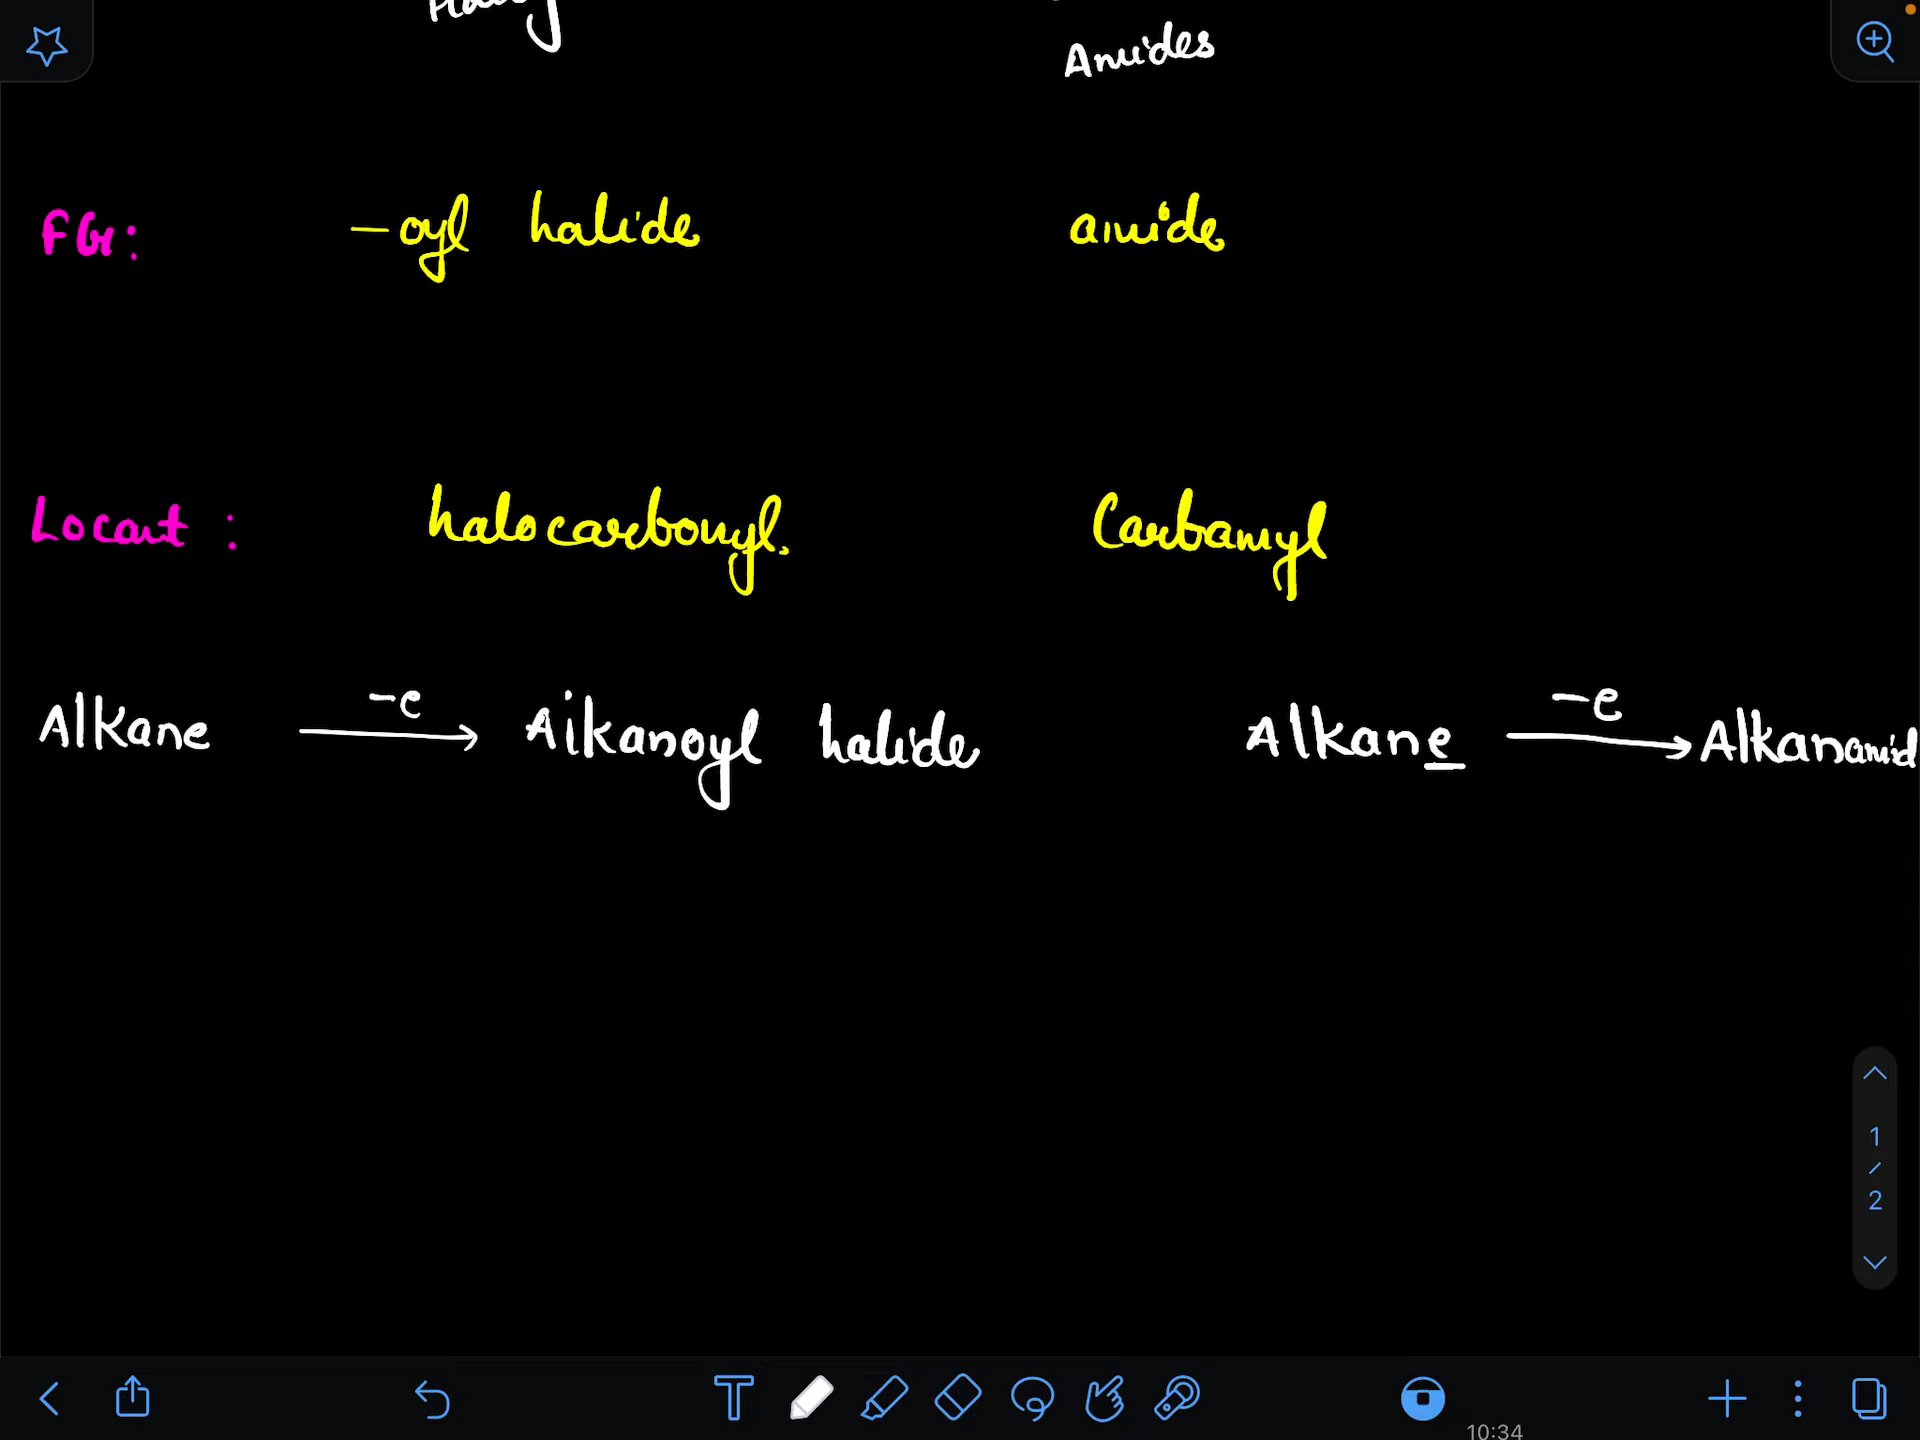 Amides
FG: -oyl halide amide
Locant : halocarbonyl. Carbamyl
Alkane -e → Alkanoyl halide Alkane -e → Alkanamid
1
/
2
10:34